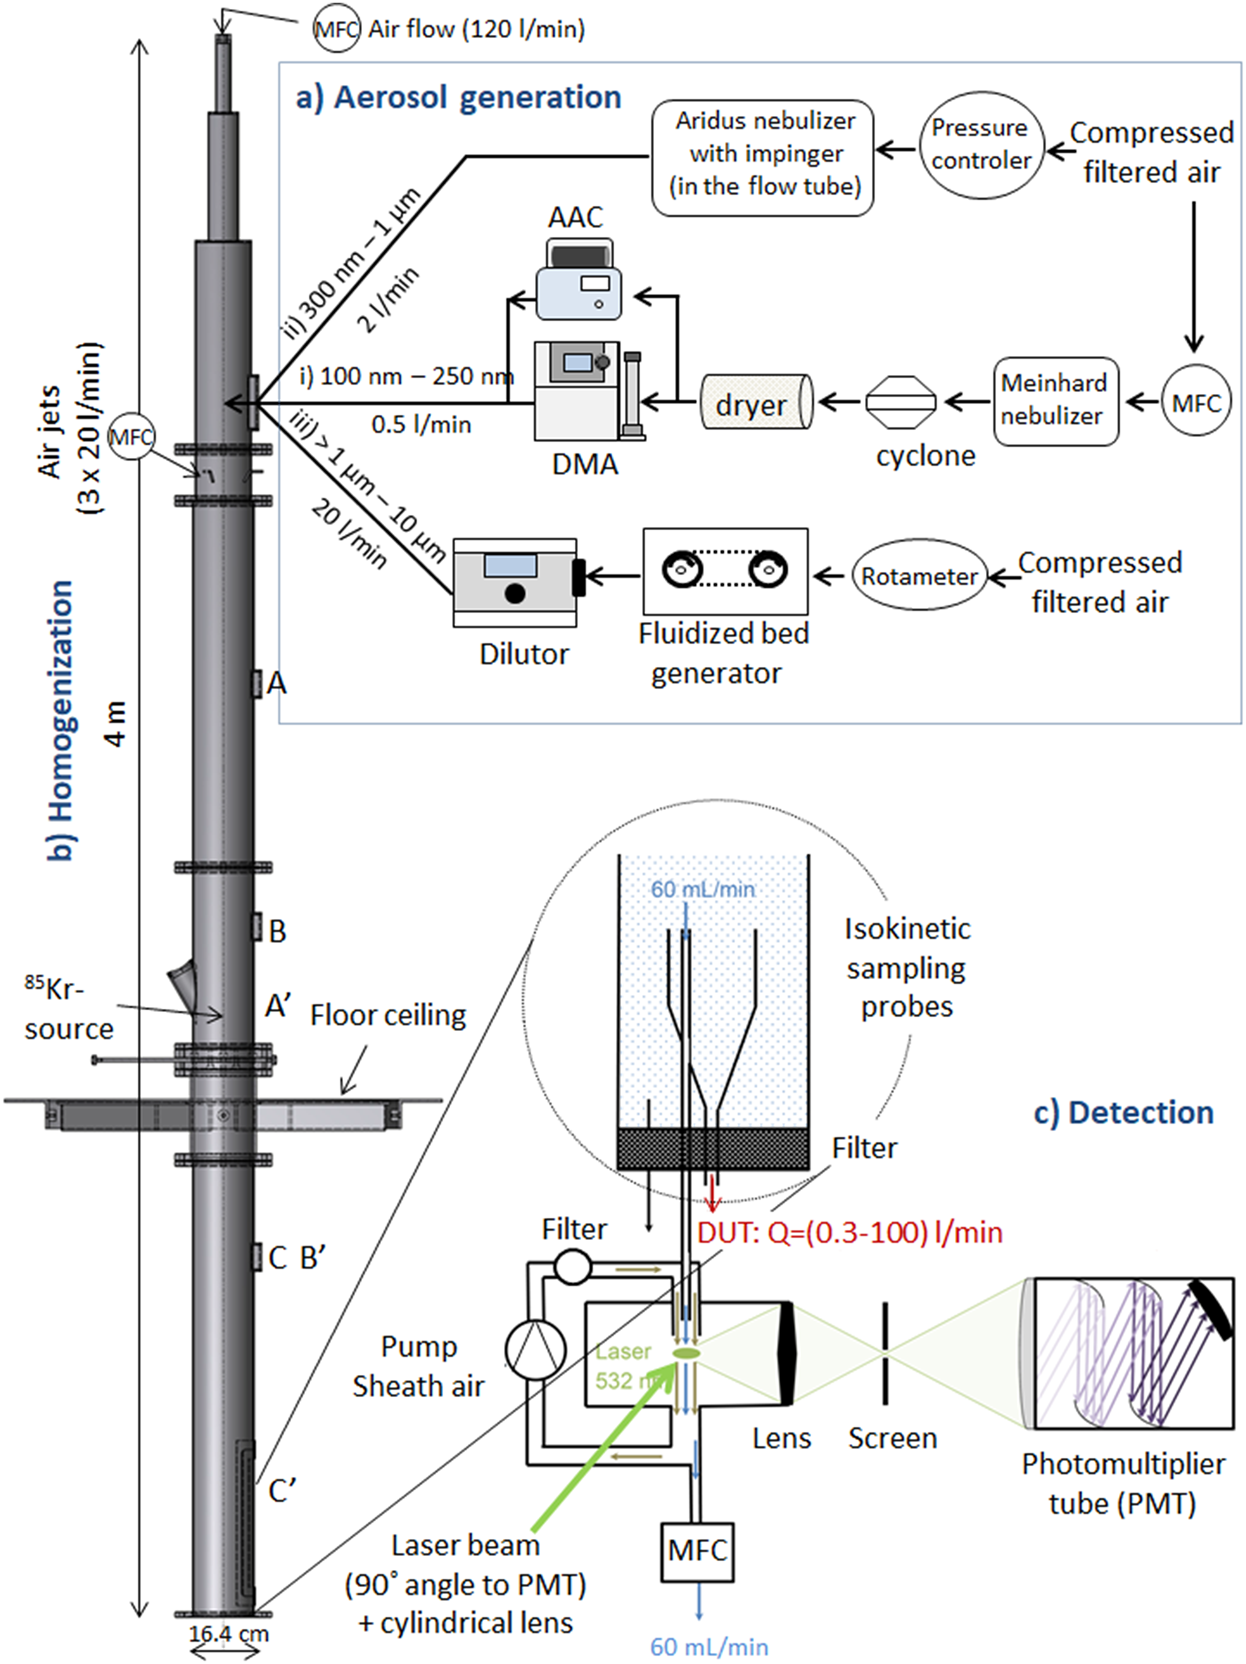 MFC Air flow (120 l/min)
a) Aerosol generation
Aridus nebulizer
with impinger
(in the flow tube)
Pressure
controler
Compressed
filtered air
AAC
ii) 300 nm – 1 µm
2 l/min
i) 100 nm – 250 nm
0.5 l/min
iii) > 1 µm – 10 µm
20 l/min
DMA
dryer
cyclone
Meinhard
nebulizer
MFC
Air jets
(3 x 20 l/min)
MFC
Dilutor
Fluidized bed
generator
Rotameter
Compressed
filtered air
b) Homogenization
4 m
A
B
A’
⁸⁵Kr-
source
Floor ceiling
C B’
C’
16.4 cm
60 mL/min
Isokinetic
sampling
probes
c) Detection
Filter
DUT: Q=(0.3-100) l/min
Filter
Pump
Sheath air
Laser
532 n
Lens
Screen
Photomultiplier
tube (PMT)
Laser beam
(90˚ angle to PMT)
+ cylindrical lens
MFC
60 mL/min